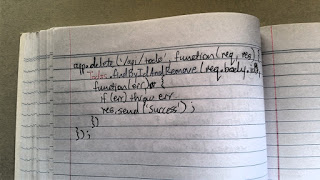 app.delete('/api/todo', function(req, res) {
Todo.findByIdAndRemove(req.body.id,
function(err) {
if(err) throw err
res.send('Success');
})
});